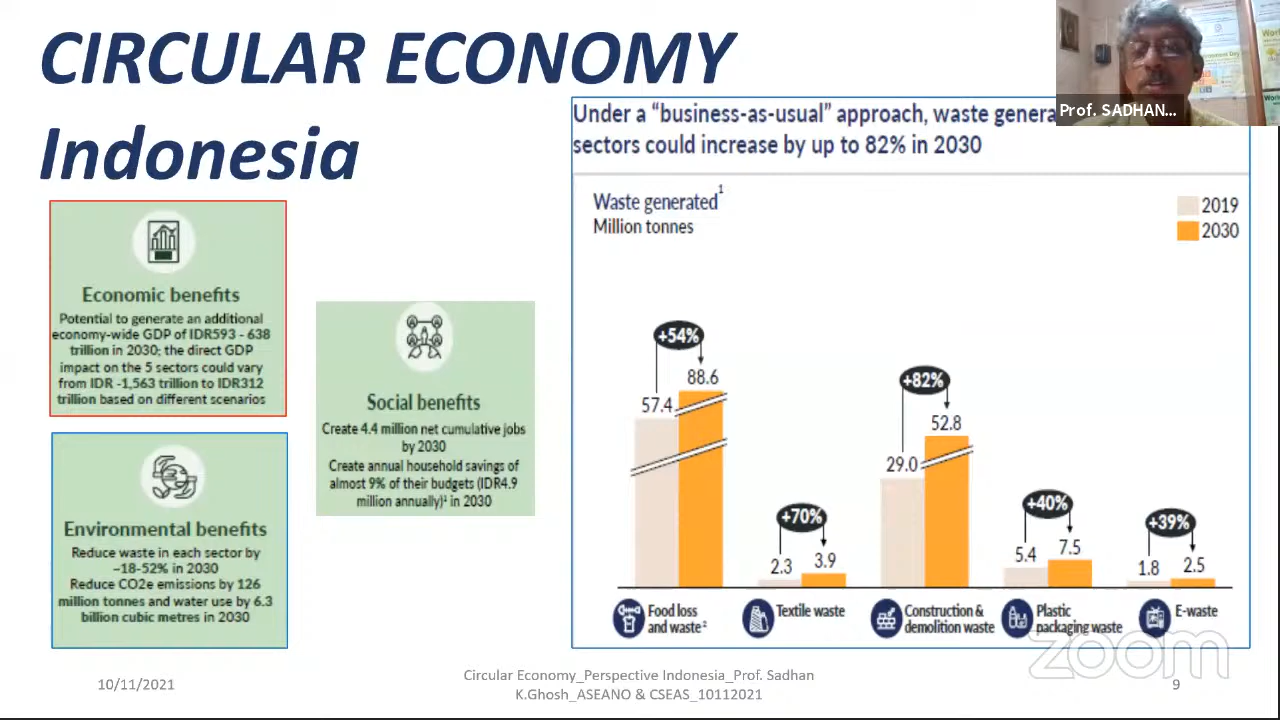 CIRCULAR ECONOMY
Indonesia
Economic benefits
Potential to generate an additional
economy-wide GDP of IDR593 - 638
trillion in 2030; the direct GDP
impact on the 5 sectors could vary
from IDR -1,563 trillion to IDR312
trillion based on different scenarios
Environmental benefits
Reduce waste in each sector by
~18-52% in 2030
Reduce CO2e emissions by 126
million tonnes and water use by 6.3
billion cubic metres in 2030
Social benefits
Create 4.4 million net cumulative jobs
by 2030
Create annual household savings of
almost 9% of their budgets (IDR4.9
million annually)¹ in 2030
Under a “business-as-usual” approach, waste genera
sectors could increase by up to 82% in 2030
Waste generated¹
Million tonnes
2019
2030
+54%
57.4
88.6
+70%
2.3
3.9
+82%
29.0
52.8
+40%
5.4
7.5
+39%
1.8
2.5
Food loss
and waste²
Textile waste
Construction &
demolition waste
Plastic
packaging waste
E-waste
Prof. SADHAN...
zoom
10/11/2021
Circular Economy_Perspective Indonesia_Prof. Sadhan
K.Ghosh_ASEANO & CSEAS_10112021
9